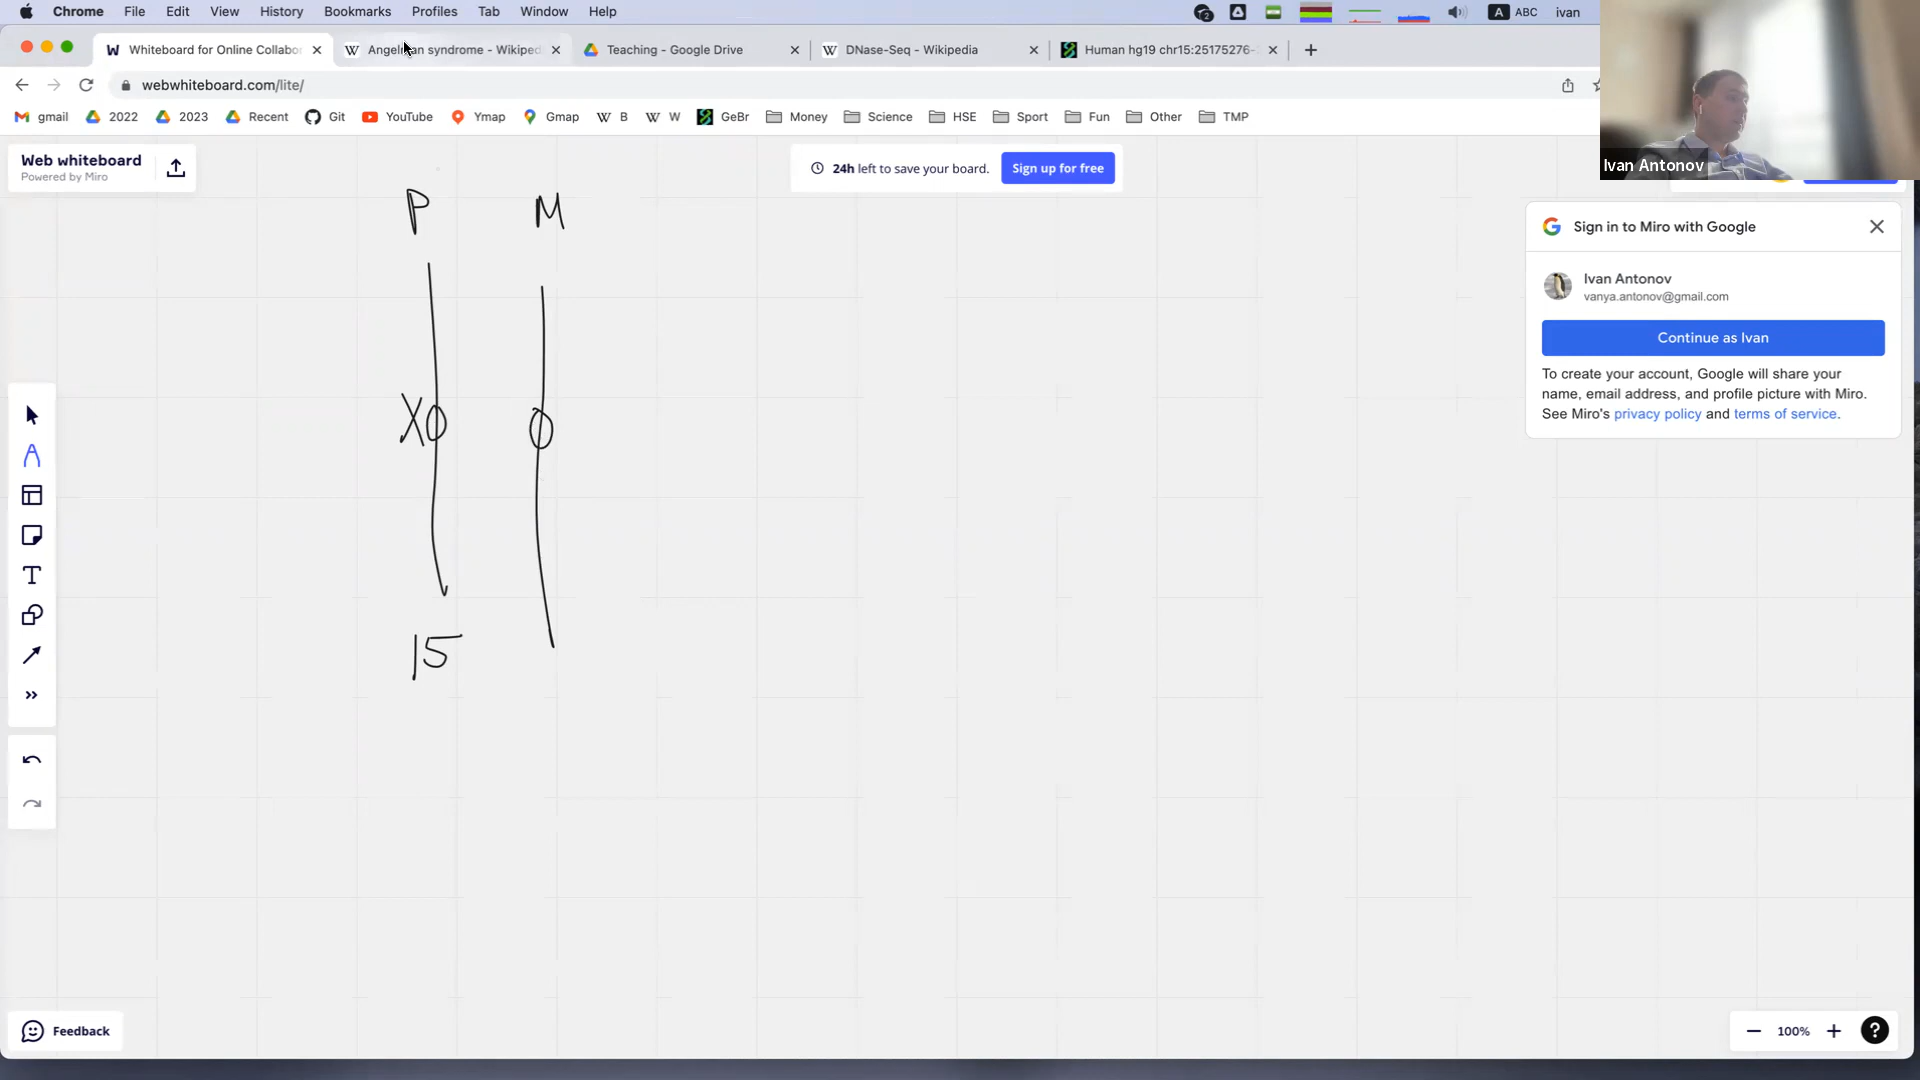 Chrome File Edit View History Bookmarks Profiles Tab Window Help 2 A ABC ivan
Whiteboard for Online Collabor Angelman syndrome - Wikiped Teaching - Google Drive DNase-Seq - Wikipedia Human hg19 chr15:25175276-
webwhiteboard.com/lite/
gmail 2022 2023 Recent Git YouTube Ymap Gmap B W GeBr Money Science HSE Sport Fun Other TMP
Ivan Antonov
Web whiteboard
Powered by Miro
24h left to save your board. Sign up for free
P M
Sign in to Miro with Google
Ivan Antonov
vanya.antonov@gmail.com
Continue as Ivan
To create your account, Google will share your
name, email address, and profile picture with Miro.
See Miro's privacy policy and terms of service.
X
15
Feedback
100%